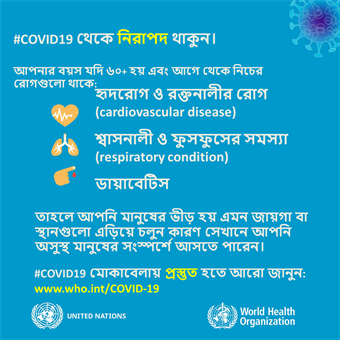 #COVID19 থেকে নিরাপদ থাকুন।
আপনার বয়স যদি ৬০+ হয় এবং আগে থেকে নিচের
রোগগুলো থাকে:
হৃদরোগ ও রক্তনালীর রোগ
(cardiovascular disease)
শ্বাসনালী ও ফুসফুসের সমস্যা
(respiratory condition)
ডায়াবেটিস
তাহলে আপনি মানুষের ভীড় হয় এমন জায়গা বা
স্থানগুলো এড়িয়ে চলুন কারণ সেখানে আপনি
অসুস্থ মানুষের সংস্পর্শে আসতে পারেন।
#COVID19 মোকাবেলায় প্রস্তুত হতে আরো জানুন:
www.who.int/COVID-19
UNITED NATIONS
World Health
Organization